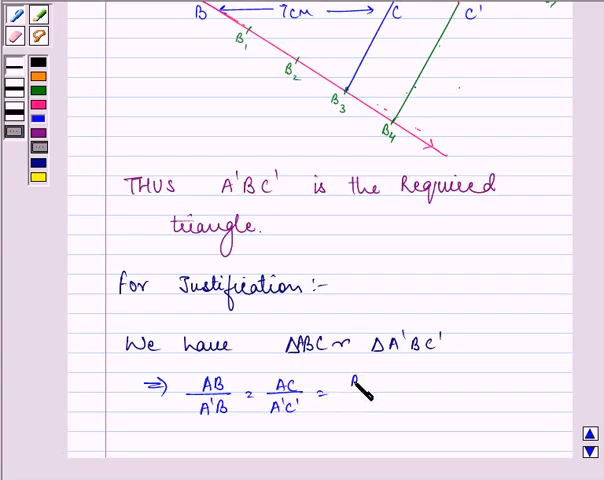 B 7cm C C'
B1
B2
B3
B4
THUS A'BC' is the Required
triangle.
for Justification :-
We have ΔABC ~ ΔA'BC'
⇒ AB/A'B = AC/A'C' =